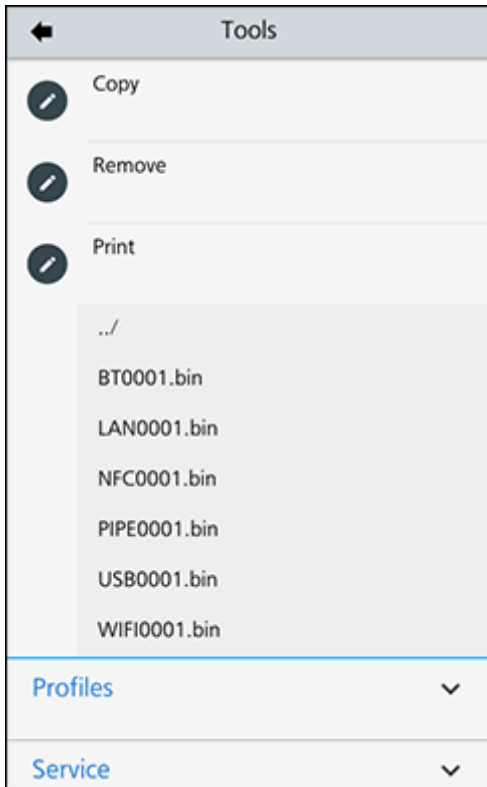 Tools
Copy
Remove
Print
../
BT0001.bin
LAN0001.bin
NFC0001.bin
PIPE0001.bin
USB0001.bin
WIFI0001.bin
Profiles
Service